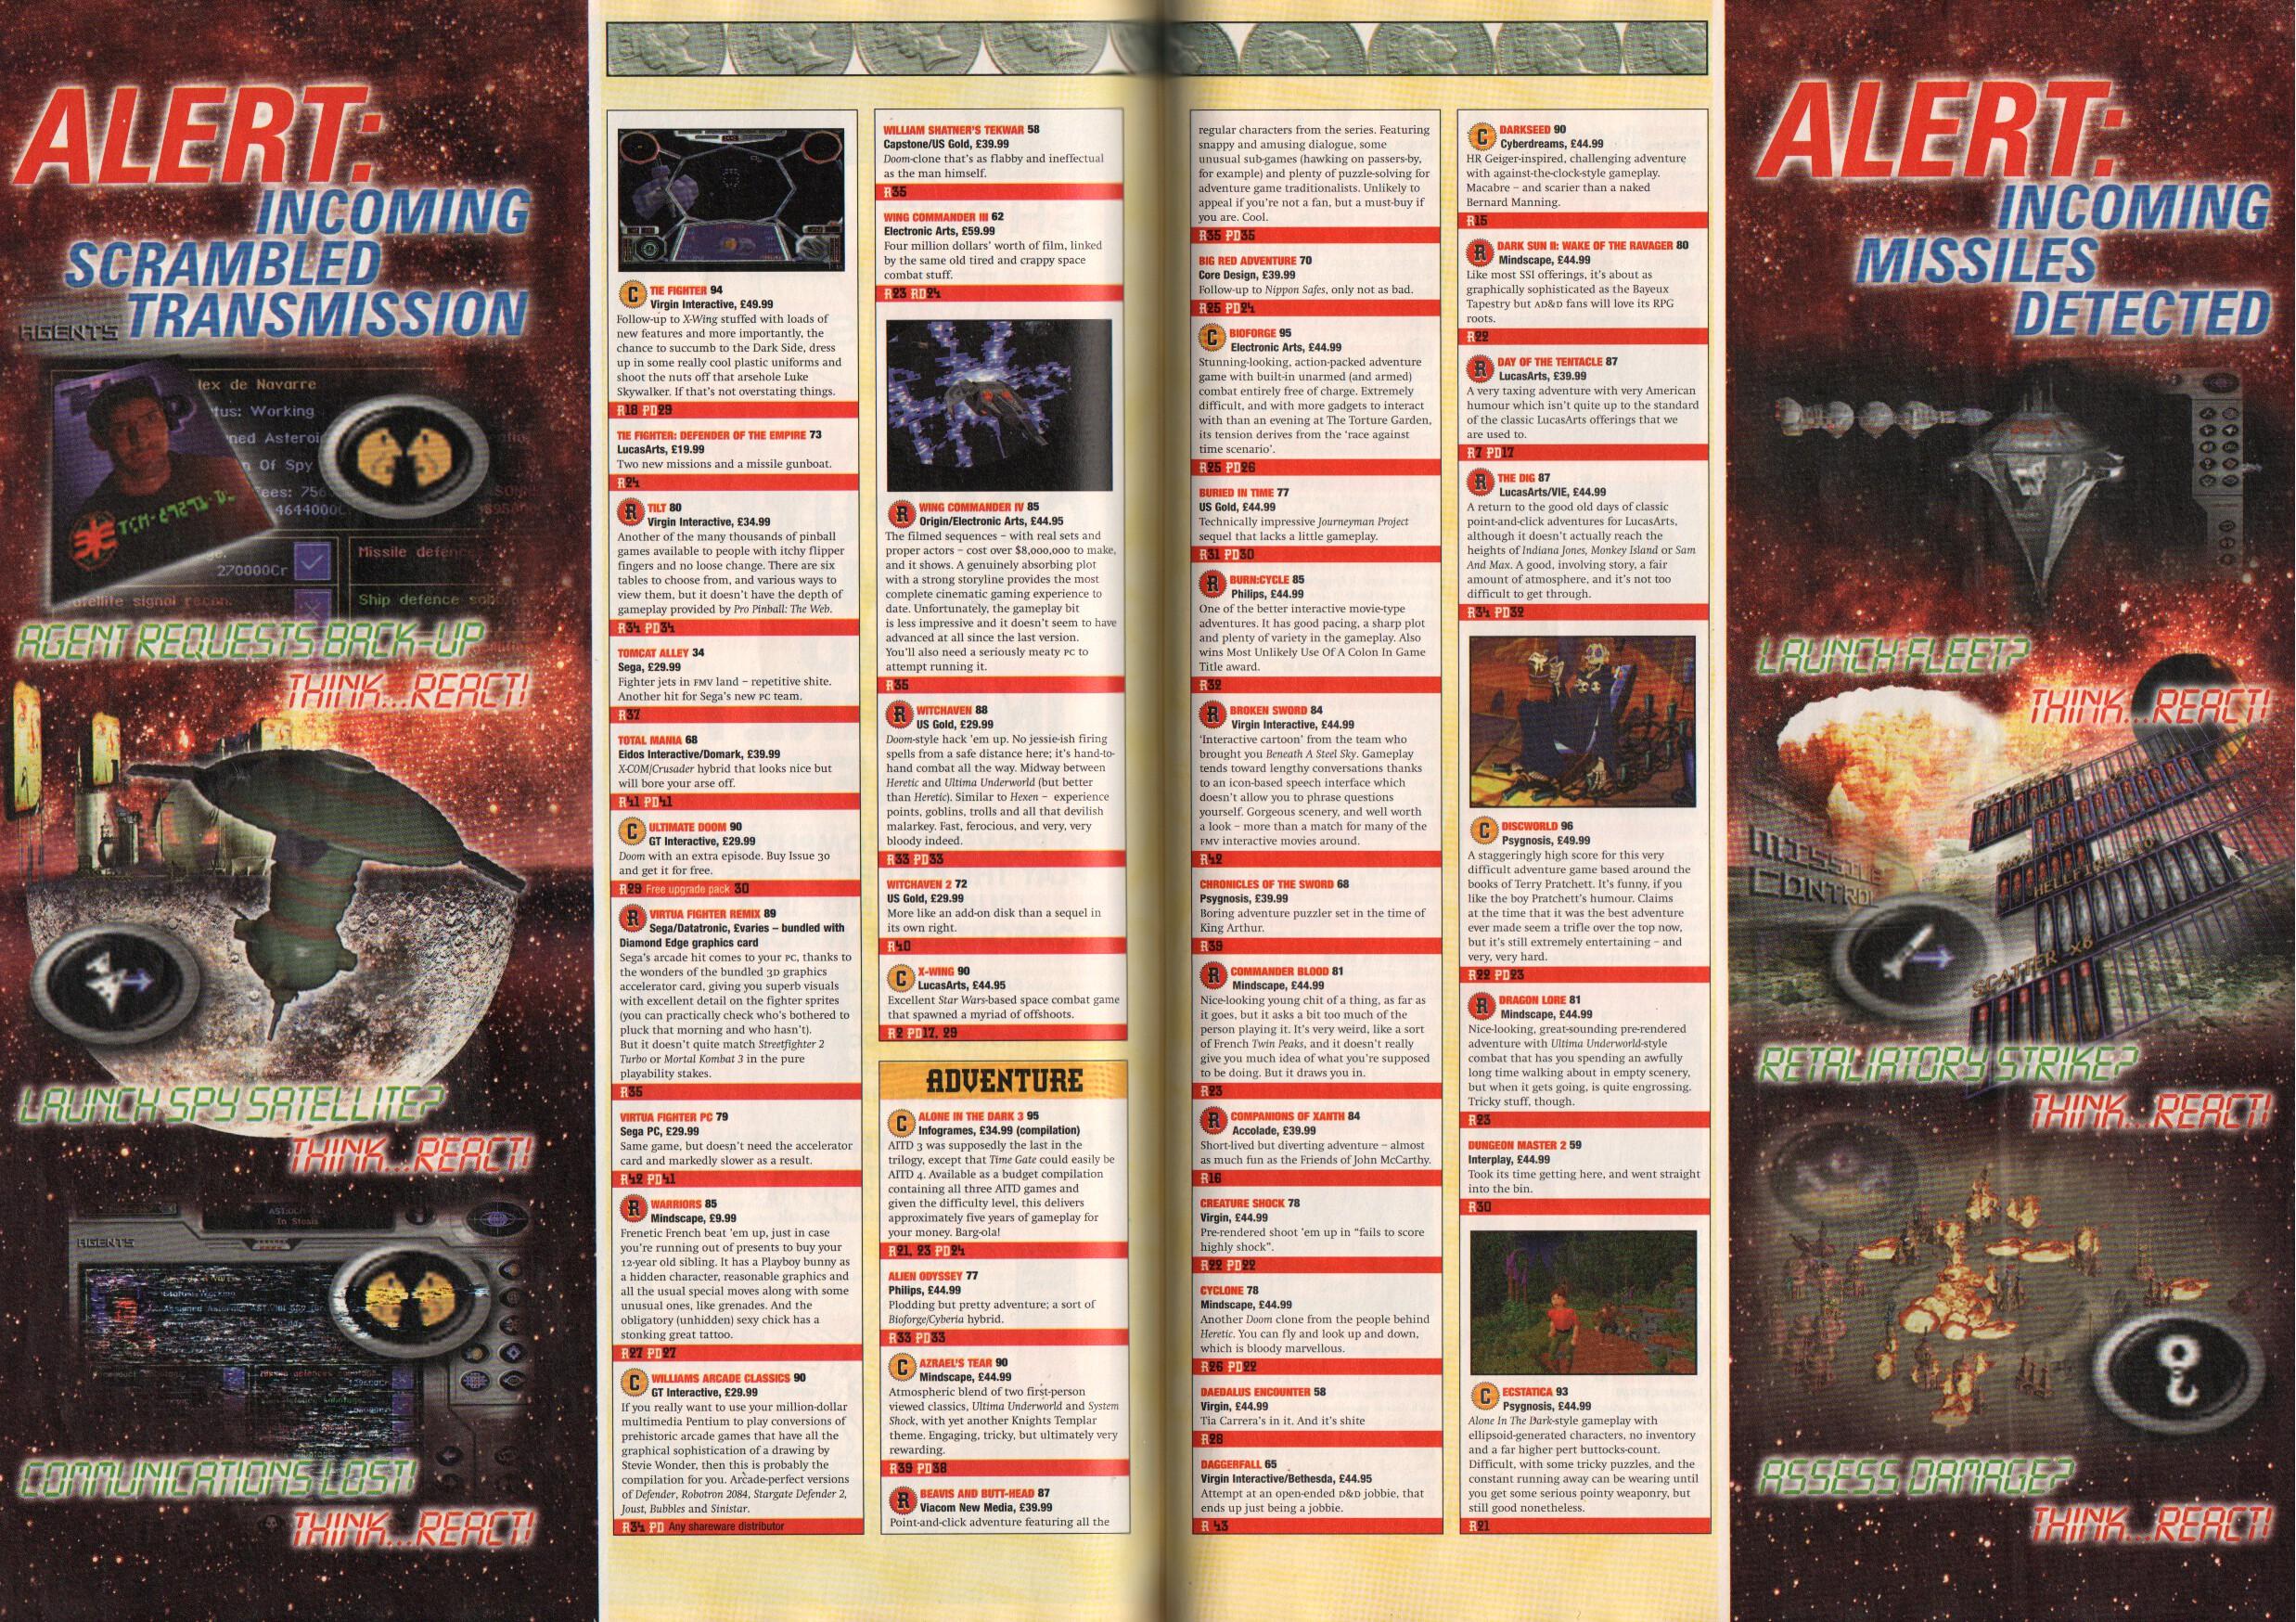 ALERT:
INCOMING
SCRAMBLED
TRANSMISSION
AGENTS
lex de Navarre
tus: Working
ned Asteroi
n Of Spy
ees: 756
4644000C
TCM-69293-D
270000Cr
Missile defence
Ship defence sob
atellite signal recon.
AGENT REQUESTS BACK-UP
THINK...REACT!
LAUNCH SPY SATELLITE?
THINK...REACT!
In Stasis
AGENTS
COMMUNICATIONS LOST!
THINK...REACT!
C TIE FIGHTER 94
Virgin Interactive, £49.99
Follow-up to X-Wing stuffed with loads of
new features and more importantly, the
chance to succumb to the Dark Side, dress
up in some really cool plastic uniforms and
shoot the nuts off that arsehole Luke
Skywalker. If that's not overstating things.
R18 PD29
TIE FIGHTER: DEFENDER OF THE EMPIRE 73
LucasArts, £19.99
Two new missions and a missile gunboat.
R24
R TILT 80
Virgin Interactive, £34.99
Another of the many thousands of pinball
games available to people with itchy flipper
fingers and no loose change. There are six
tables to choose from, and various ways to
view them, but it doesn't have the depth of
gameplay provided by Pro Pinball: The Web.
R34 PD34
TOMCAT ALLEY 34
Sega, £29.99
Fighter jets in FMV land – repetitive shite.
Another hit for Sega's new PC team.
R37
TOTAL MANIA 68
Eidos Interactive/Domark, £39.99
X-COM/Crusader hybrid that looks nice but
will bore your arse off.
R41 PD41
C ULTIMATE DOOM 90
GT Interactive, £29.99
Doom with an extra episode. Buy Issue 30
and get it for free.
R29 Free upgrade pack 30
R VIRTUA FIGHTER REMIX 89
Sega/Datatronic, £varies – bundled with
Diamond Edge graphics card
Sega's arcade hit comes to your PC, thanks to
the wonders of the bundled 3D graphics
accelerator card, giving you superb visuals
with excellent detail on the fighter sprites
(you can practically check who's bothered to
pluck that morning and who hasn't).
But it doesn't quite match Streetfighter 2
Turbo or Mortal Kombat 3 in the pure
playability stakes.
R35
VIRTUA FIGHTER PC 79
Sega PC, £29.99
Same game, but doesn't need the accelerator
card and markedly slower as a result.
R42 PD41
R WARRIORS 85
Mindscape, £9.99
Frenetic French beat 'em up, just in case
you're running out of presents to buy your
12-year old sibling. It has a Playboy bunny as
a hidden character, reasonable graphics and
all the usual special moves along with some
unusual ones, like grenades. And the
obligatory (unhidden) sexy chick has a
stonking great tattoo.
R27 PD27
C WILLIAMS ARCADE CLASSICS 90
GT Interactive, £29.99
If you really want to use your million-dollar
multimedia Pentium to play conversions of
prehistoric arcade games that have all the
graphical sophistication of a drawing by
Stevie Wonder, then this is probably the
compilation for you. Arcade-perfect versions
of Defender, Robotron 2084, Stargate Defender 2,
Joust, Bubbles and Sinistar.
R34 PD Any shareware distributor
WILLIAM SHATNER'S TEKWAR 58
Capstone/US Gold, £39.99
Doom-clone that's as flabby and ineffectual
as the man himself.
R35
WING COMMANDER III 62
Electronic Arts, £59.99
Four million dollars' worth of film, linked
by the same old tired and crappy space
combat stuff.
R23 RD24
R WING COMMANDER IV 85
Origin/Electronic Arts, £44.95
The filmed sequences – with real sets and
proper actors – cost over $8,000,000 to make,
and it shows. A genuinely absorbing plot
with a strong storyline provides the most
complete cinematic gaming experience to
date. Unfortunately, the gameplay bit
is less impressive and it doesn't seem to have
advanced at all since the last version.
You'll also need a seriously meaty PC to
attempt running it.
R35
R WITCHAVEN 88
US Gold, £29.99
Doom-style hack 'em up. No jessie-ish firing
spells from a safe distance here; it's hand-to-
hand combat all the way. Midway between
Heretic and Ultima Underworld (but better
than Heretic). Similar to Hexen – experience
points, goblins, trolls and all that devilish
malarkey. Fast, ferocious, and very, very
bloody indeed.
R33 PD33
WITCHAVEN 2 72
US Gold, £29.99
More like an add-on disk than a sequel in
its own right.
R40
C X-WING 90
LucasArts, £44.95
Excellent Star Wars-based space combat game
that spawned a myriad of offshoots.
R2 PD17, 29
ADVENTURE
C ALONE IN THE DARK 3 95
Infogrames, £34.99 (compilation)
AITD 3 was supposedly the last in the
trilogy, except that Time Gate could easily be
AITD 4. Available as a budget compilation
containing all three AITD games and
given the difficulty level, this delivers
approximately five years of gameplay for
your money. Barg-ola!
R21, 23 PD24
ALIEN ODYSSEY 77
Philips, £44.99
Plodding but pretty adventure; a sort of
Bioforge/Cyberia hybrid.
R33 PD33
C AZRAEL'S TEAR 90
Mindscape, £44.99
Atmospheric blend of two first-person
viewed classics, Ultima Underworld and System
Shock, with yet another Knights Templar
theme. Engaging, tricky, but ultimately very
rewarding.
R39 PD38
R BEAVIS AND BUTT-HEAD 87
Viacom New Media, £39.99
Point-and-click adventure featuring all the
regular characters from the series. Featuring
snappy and amusing dialogue, some
unusual sub-games (hawking on passers-by,
for example) and plenty of puzzle-solving for
adventure game traditionalists. Unlikely to
appeal if you're not a fan, but a must-buy if
you are. Cool.
R35 PD35
BIG RED ADVENTURE 70
Core Design, £39.99
Follow-up to Nippon Safes, only not as bad.
R25 PD24
C BIOFORGE 95
Electronic Arts, £44.99
Stunning-looking, action-packed adventure
game with built-in unarmed (and armed)
combat entirely free of charge. Extremely
difficult, and with more gadgets to interact
with than an evening at The Torture Garden,
its tension derives from the 'race against
time scenario'.
R25 PD26
BURIED IN TIME 77
US Gold, £44.99
Technically impressive Journeyman Project
sequel that lacks a little gameplay.
R31 PD30
R BURN:CYCLE 85
Philips, £44.99
One of the better interactive movie-type
adventures. It has good pacing, a sharp plot
and plenty of variety in the gameplay. Also
wins Most Unlikely Use Of A Colon In Game
Title award.
R32
R BROKEN SWORD 84
Virgin Interactive, £44.99
'Interactive cartoon' from the team who
brought you Beneath A Steel Sky. Gameplay
tends toward lengthy conversations thanks
to an icon-based speech interface which
doesn't allow you to phrase questions
yourself. Gorgeous scenery, and well worth
a look – more than a match for many of the
FMV interactive movies around.
R42
CHRONICLES OF THE SWORD 68
Psygnosis, £39.99
Boring adventure puzzler set in the time of
King Arthur.
R39
R COMMANDER BLOOD 81
Mindscape, £44.99
Nice-looking young chit of a thing, as far as
it goes, but it asks a bit too much of the
person playing it. It's very weird, like a sort
of French Twin Peaks, and it doesn't really
give you much idea of what you're supposed
to be doing. But it draws you in.
R23
R COMPANIONS OF XANTH 84
Accolade, £39.99
Short-lived but diverting adventure – almost
as much fun as the Friends of John McCarthy.
R16
CREATURE SHOCK 78
Virgin, £44.99
Pre-rendered shoot 'em up in "fails to score
highly shock".
R22 PD22
CYCLONE 78
Mindscape, £44.99
Another Doom clone from the people behind
Heretic. You can fly and look up and down,
which is bloody marvellous.
R26 PD22
DAEDALUS ENCOUNTER 58
Virgin, £44.99
Tia Carrera's in it. And it's shite
R28
DAGGERFALL 65
Virgin Interactive/Bethesda, £44.95
Attempt at an open-ended D&D jobbie, that
ends up just being a jobbie.
R 43
C DARKSEED 90
Cyberdreams, £44.99
HR Geiger-inspired, challenging adventure
with against-the-clock-style gameplay.
Macabre – and scarier than a naked
Bernard Manning.
R15
R DARK SUN II: WAKE OF THE RAVAGER 80
Mindscape, £44.99
Like most SSI offerings, it's about as
graphically sophisticated as the Bayeux
Tapestry but AD&D fans will love its RPG
roots.
R22
R DAY OF THE TENTACLE 87
LucasArts, £39.99
A very taxing adventure with very American
humour which isn't quite up to the standard
of the classic LucasArts offerings that we
are used to.
R7 PD17
R THE DIG 87
LucasArts/VIE, £44.99
A return to the good old days of classic
point-and-click adventures for LucasArts,
although it doesn't actually reach the
heights of Indiana Jones, Monkey Island or Sam
And Max. A good, involving story, a fair
amount of atmosphere, and it's not too
difficult to get through.
R34 PD32
C DISCWORLD 96
Psygnosis, £49.99
A staggeringly high score for this very
difficult adventure game based around the
books of Terry Pratchett. It's funny, if you
like the boy Pratchett's humour. Claims
at the time that it was the best adventure
ever made seem a trifle over the top now,
but it's still extremely entertaining – and
very, very hard.
R22 PD23
R DRAGON LORE 81
Mindscape, £44.99
Nice-looking, great-sounding pre-rendered
adventure with Ultima Underworld-style
combat that has you spending an awfully
long time walking about in empty scenery,
but when it gets going, is quite engrossing.
Tricky stuff, though.
R23
DUNGEON MASTER 2 59
Interplay, £44.99
Took its time getting here, and went straight
into the bin.
R30
C ECSTATICA 93
Psygnosis, £44.99
Alone In The Dark-style gameplay with
ellipsoid-generated characters, no inventory
and a far higher pert buttocks-count.
Difficult, with some tricky puzzles, and the
constant running away can be wearing until
you get some serious pointy weaponry, but
still good nonetheless.
R21
ALERT:
INCOMING
MISSILES
DETECTED
LAUNCH FLEET?
THINK...REACT!
MISSILE
CONTROL
SCATTER X6
RETALIATORY STRIKE?
THINK...REACT!
ASSESS DAMAGE?
THINK...REACT!